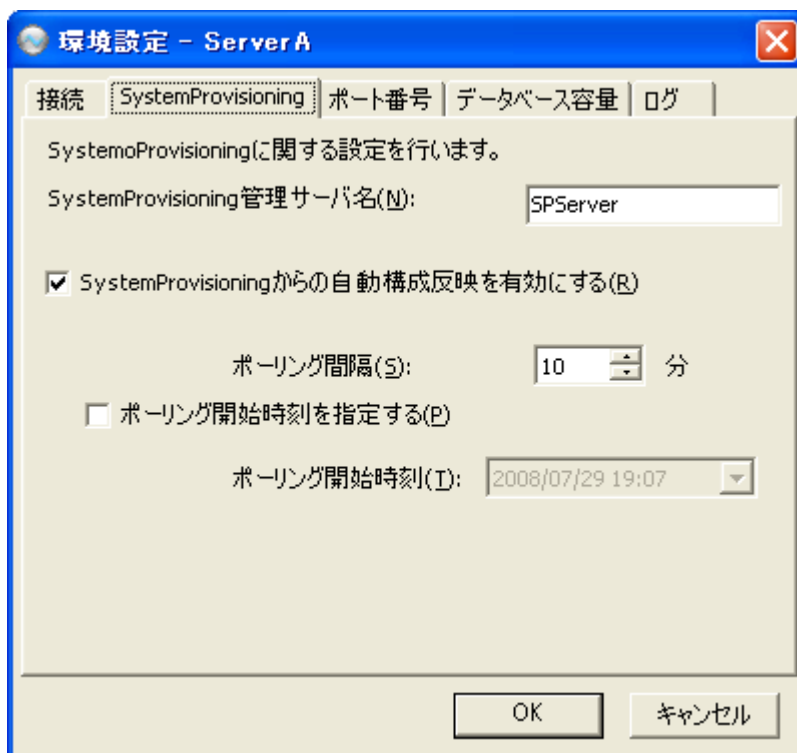 環境設定 - ServerA
接続 SystemProvisioning ポート番号 データベース容量 ログ
SystemoProvisioningに関する設定を行います。
SystemProvisioning管理サーバ名(N): SPServer
SystemProvisioningからの自動構成反映を有効にする(R)
ポーリング間隔(S): 10 分
ポーリング開始時刻を指定する(P)
ポーリング開始時刻(T): 2008/07/29 19:07
OK キャンセル